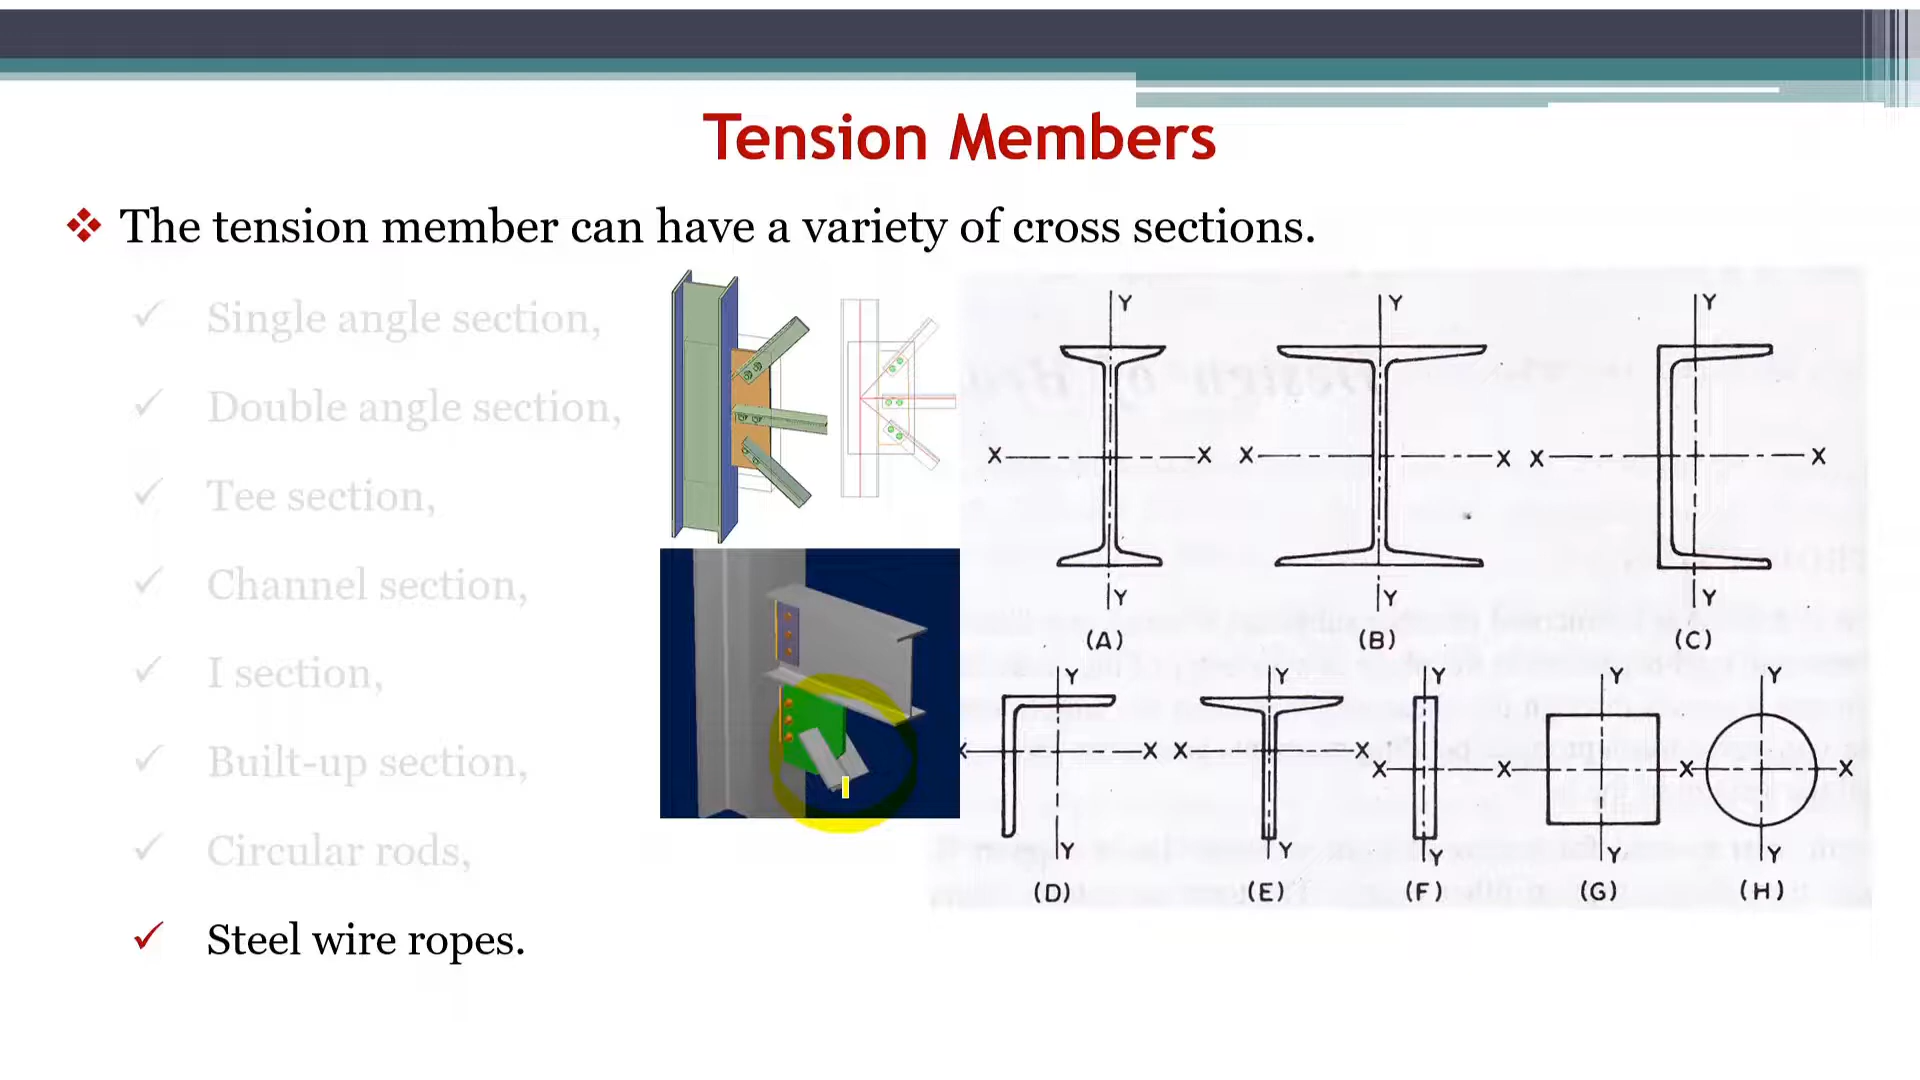 Tension Members
The tension member can have a variety of cross sections.
Single angle section,
Double angle section,
Tee section,
Channel section,
I section,
Built-up section,
Circular rods,
Steel wire ropes.
Y Y Y
X X X X X X
Y Y Y
(A) (B) (C)
Y Y Y Y Y
X X X X X X X X
Y Y Y Y Y
(D) (E) (F) (G) (H)